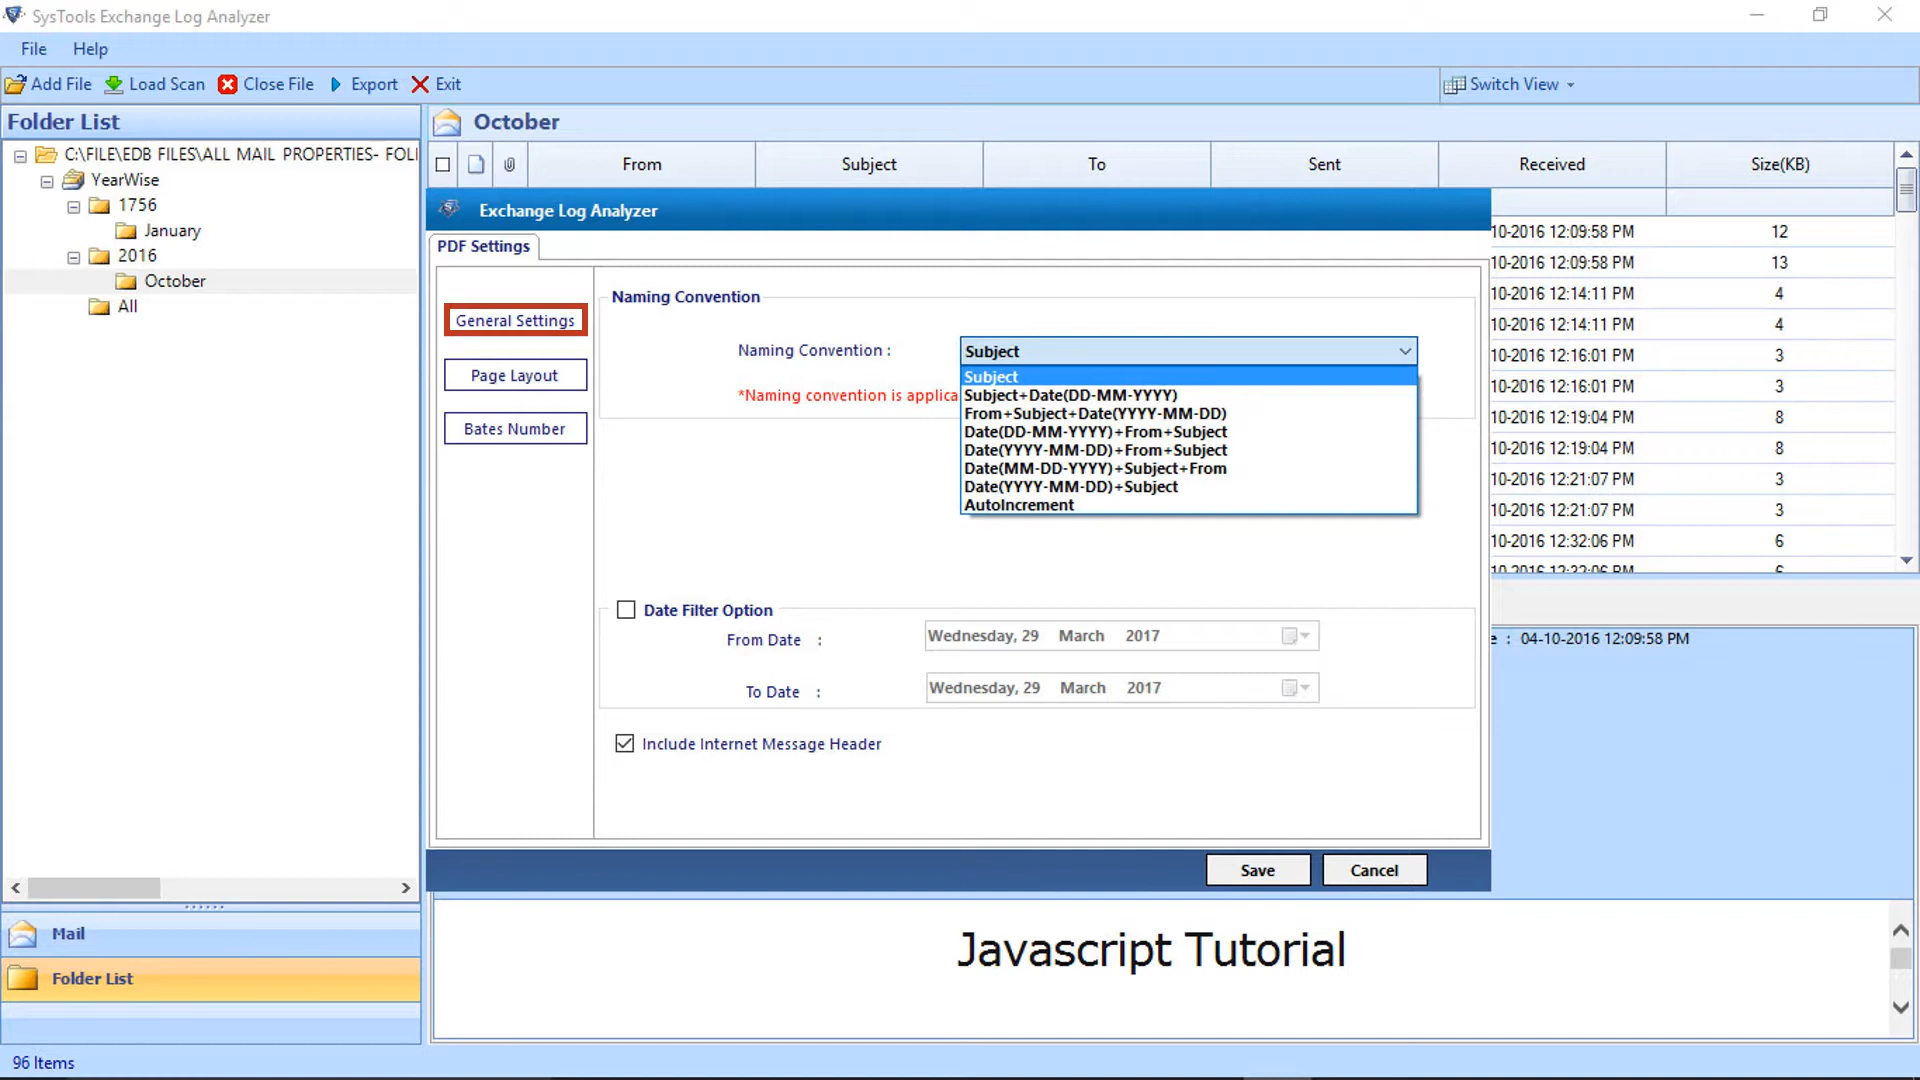 SysTools Exchange Log Analyzer
File Help
Add File Load Scan Close File Export Exit Switch View
Folder List
C:\FILE\EDB FILES\ALL MAIL PROPERTIES- FOLI
YearWise
1756
January
2016
October
All
October
From Subject To Sent Received Size(KB)
10-2016 12:09:58 PM 12
10-2016 12:09:58 PM 13
10-2016 12:14:11 PM 4
10-2016 12:14:11 PM 4
10-2016 12:16:01 PM 3
10-2016 12:16:01 PM 3
10-2016 12:19:04 PM 8
10-2016 12:19:04 PM 8
10-2016 12:21:07 PM 3
10-2016 12:21:07 PM 3
10-2016 12:32:06 PM 6
10-2016 12:32:06 PM 6
Exchange Log Analyzer
PDF Settings
General Settings
Page Layout
Bates Number
Naming Convention
Naming Convention : Subject
*Naming convention is applica
Subject
Subject+Date(DD-MM-YYYY)
From+Subject+Date(YYYY-MM-DD)
Date(DD-MM-YYYY)+From+Subject
Date(YYYY-MM-DD)+From+Subject
Date(MM-DD-YYYY)+Subject+From
Date(YYYY-MM-DD)+Subject
AutoIncrement
Date Filter Option
From Date : Wednesday, 29 March 2017
To Date : Wednesday, 29 March 2017
Include Internet Message Header
Save Cancel
e : 04-10-2016 12:09:58 PM
Javascript Tutorial
Mail
Folder List
96 Items